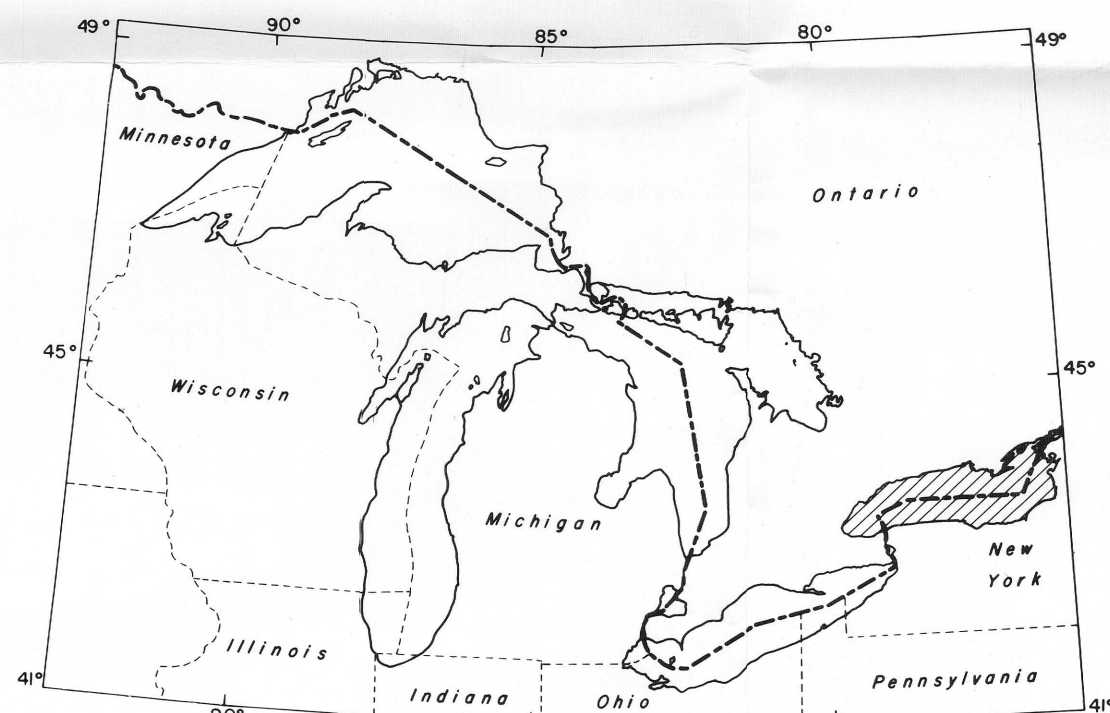 49°
90°
85°
80°
49°
Minnesota
Ontario
45°
45°
Wisconsin
Michigan
New
York
Illinois
Pennsylvania
41°
Indiana
Ohio
41°